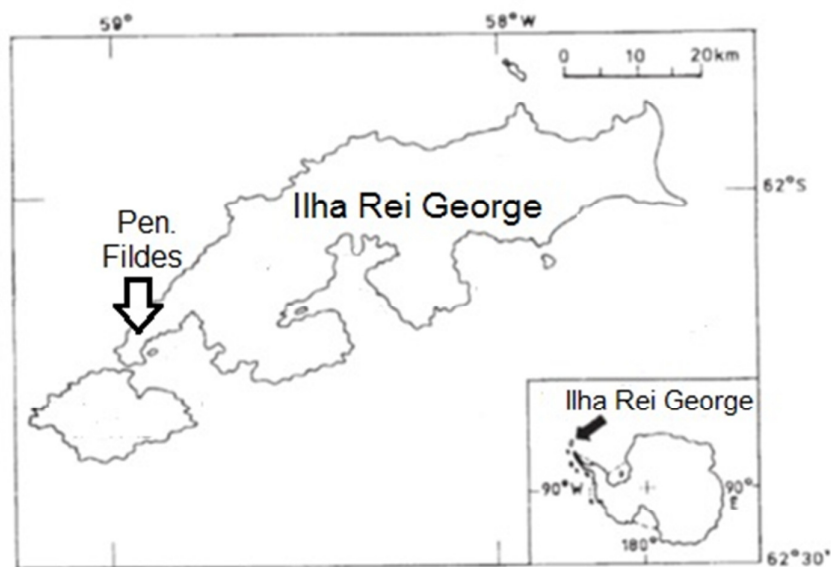 59°
58°W
0 10 20km
62°S
Ilha Rei George
Pen.
Fildes
Ilha Rei George
90°W
90°
E
180°
62°30'